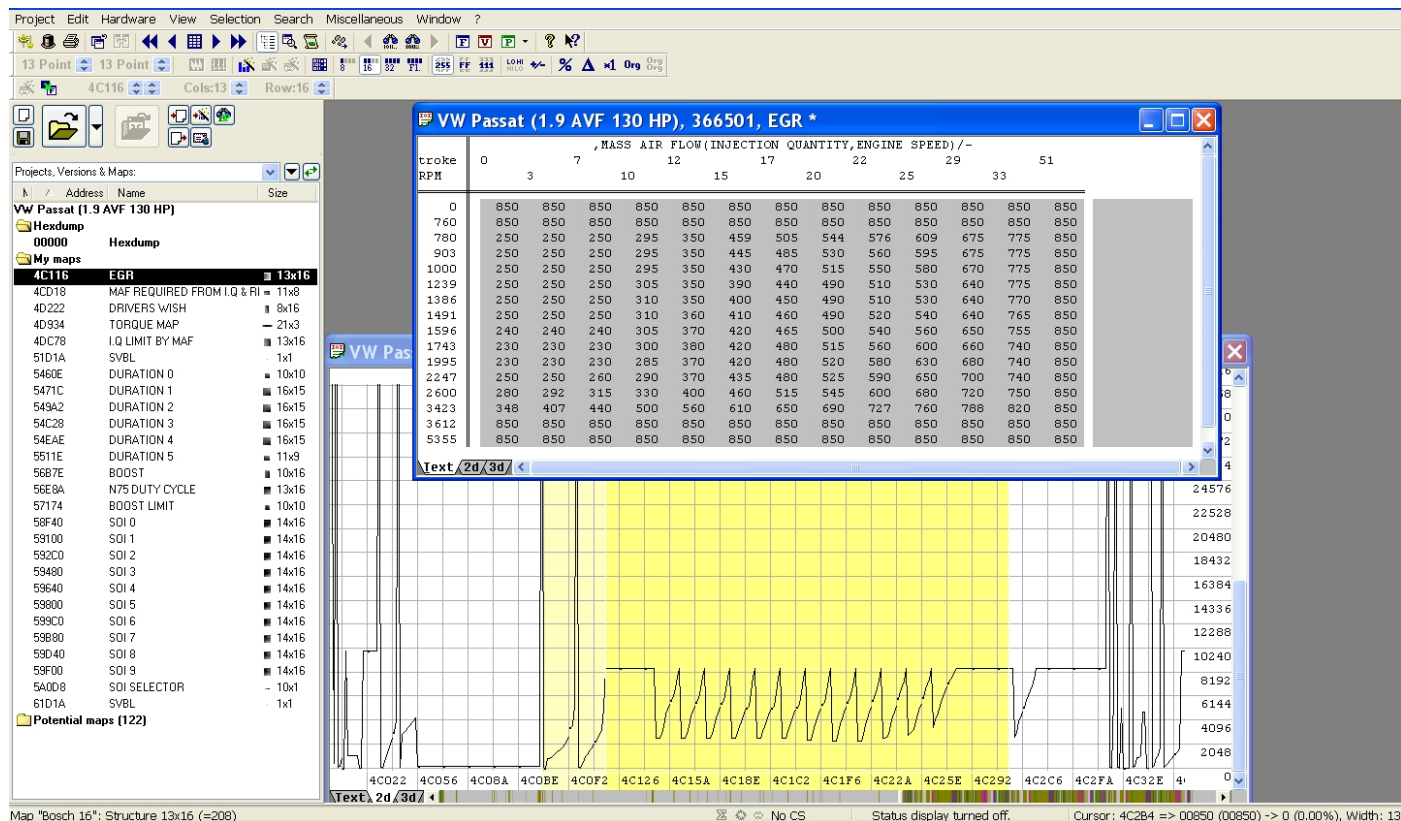 Project Edit Hardware View Selection Search Miscellaneous Window ?
13 Point 13 Point 8 16 32 Fl. 255 FF 111 LOHI HILO +/- % Δ ×1 Org Org
4C116 Cols:13 Row:16
Projects, Versions & Maps:
Address Name Size
VW Passat (1.9 AVF 130 HP)
Hexdump
00000 Hexdump
My maps
4C116 EGR 13x16
4CD18 MAF REQUIRED FROM I.Q & RI 11x8
4D222 DRIVERS WISH 8x16
4D934 TORQUE MAP 21x3
4DC78 I.Q LIMIT BY MAF 13x16
51D1A SVBL 1x1
5460E DURATION 0 10x10
5471C DURATION 1 16x15
549A2 DURATION 2 16x15
54C28 DURATION 3 16x15
54EAE DURATION 4 16x15
5511E DURATION 5 11x9
56B7E BOOST 10x16
56E8A N75 DUTY CYCLE 13x16
57174 BOOST LIMIT 10x10
58F40 SOI 0 14x16
59100 SOI 1 14x16
592C0 SOI 2 14x16
59480 SOI 3 14x16
59640 SOI 4 14x16
59800 SOI 5 14x16
599C0 SOI 6 14x16
59B80 SOI 7 14x16
59D40 SOI 8 14x16
59F00 SOI 9 14x16
5A0D8 SOI SELECTOR 10x1
61D1A SVBL 1x1
Potential maps (122)
VW Passat (1.9 AVF 130 HP), 366501, EGR *
,MASS AIR FLOW(INJECTION QUANTITY,ENGINE SPEED)/-
troke 0 7 12 17 22 29 51
RPM 3 10 15 20 25 33
0 850 850 850 850 850 850 850 850 850 850 850 850 850
760 850 850 850 850 850 850 850 850 850 850 850 850 850
780 250 250 250 295 350 459 505 544 576 609 675 775 850
903 250 250 250 295 350 445 485 530 560 595 675 775 850
1000 250 250 250 295 350 430 470 515 550 580 670 775 850
1239 250 250 250 305 350 390 440 490 510 530 640 775 850
1386 250 250 250 310 350 400 450 490 510 530 640 770 850
1491 250 250 250 310 360 410 460 490 520 540 640 765 850
1596 240 240 240 305 370 420 465 500 540 560 650 755 850
1743 230 230 230 300 380 420 480 515 560 600 660 740 850
1995 230 230 230 285 370 420 480 520 580 630 680 740 850
2247 250 250 260 290 370 435 480 525 590 650 700 740 850
2600 280 292 315 330 400 460 515 545 600 680 720 750 850
3423 348 407 440 500 560 610 650 690 727 760 788 820 850
3612 850 850 850 850 850 850 850 850 850 850 850 850 850
5355 850 850 850 850 850 850 850 850 850 850 850 850 850
Text 2d 3d
VW Pas
24576
22528
20480
18432
16384
14336
12288
10240
8192
6144
4096
2048
0
4C022 4C056 4C08A 4C0BE 4C0F2 4C126 4C15A 4C18E 4C1C2 4C1F6 4C22A 4C25E 4C292 4C2C6 4C2FA 4C32E
Text 2d 3d
Map "Bosch 16": Structure 13x16 (=208) No CS Status display turned off. Cursor: 4C2B4 => 00850 (00850) -> 0 (0.00%), Width: 13